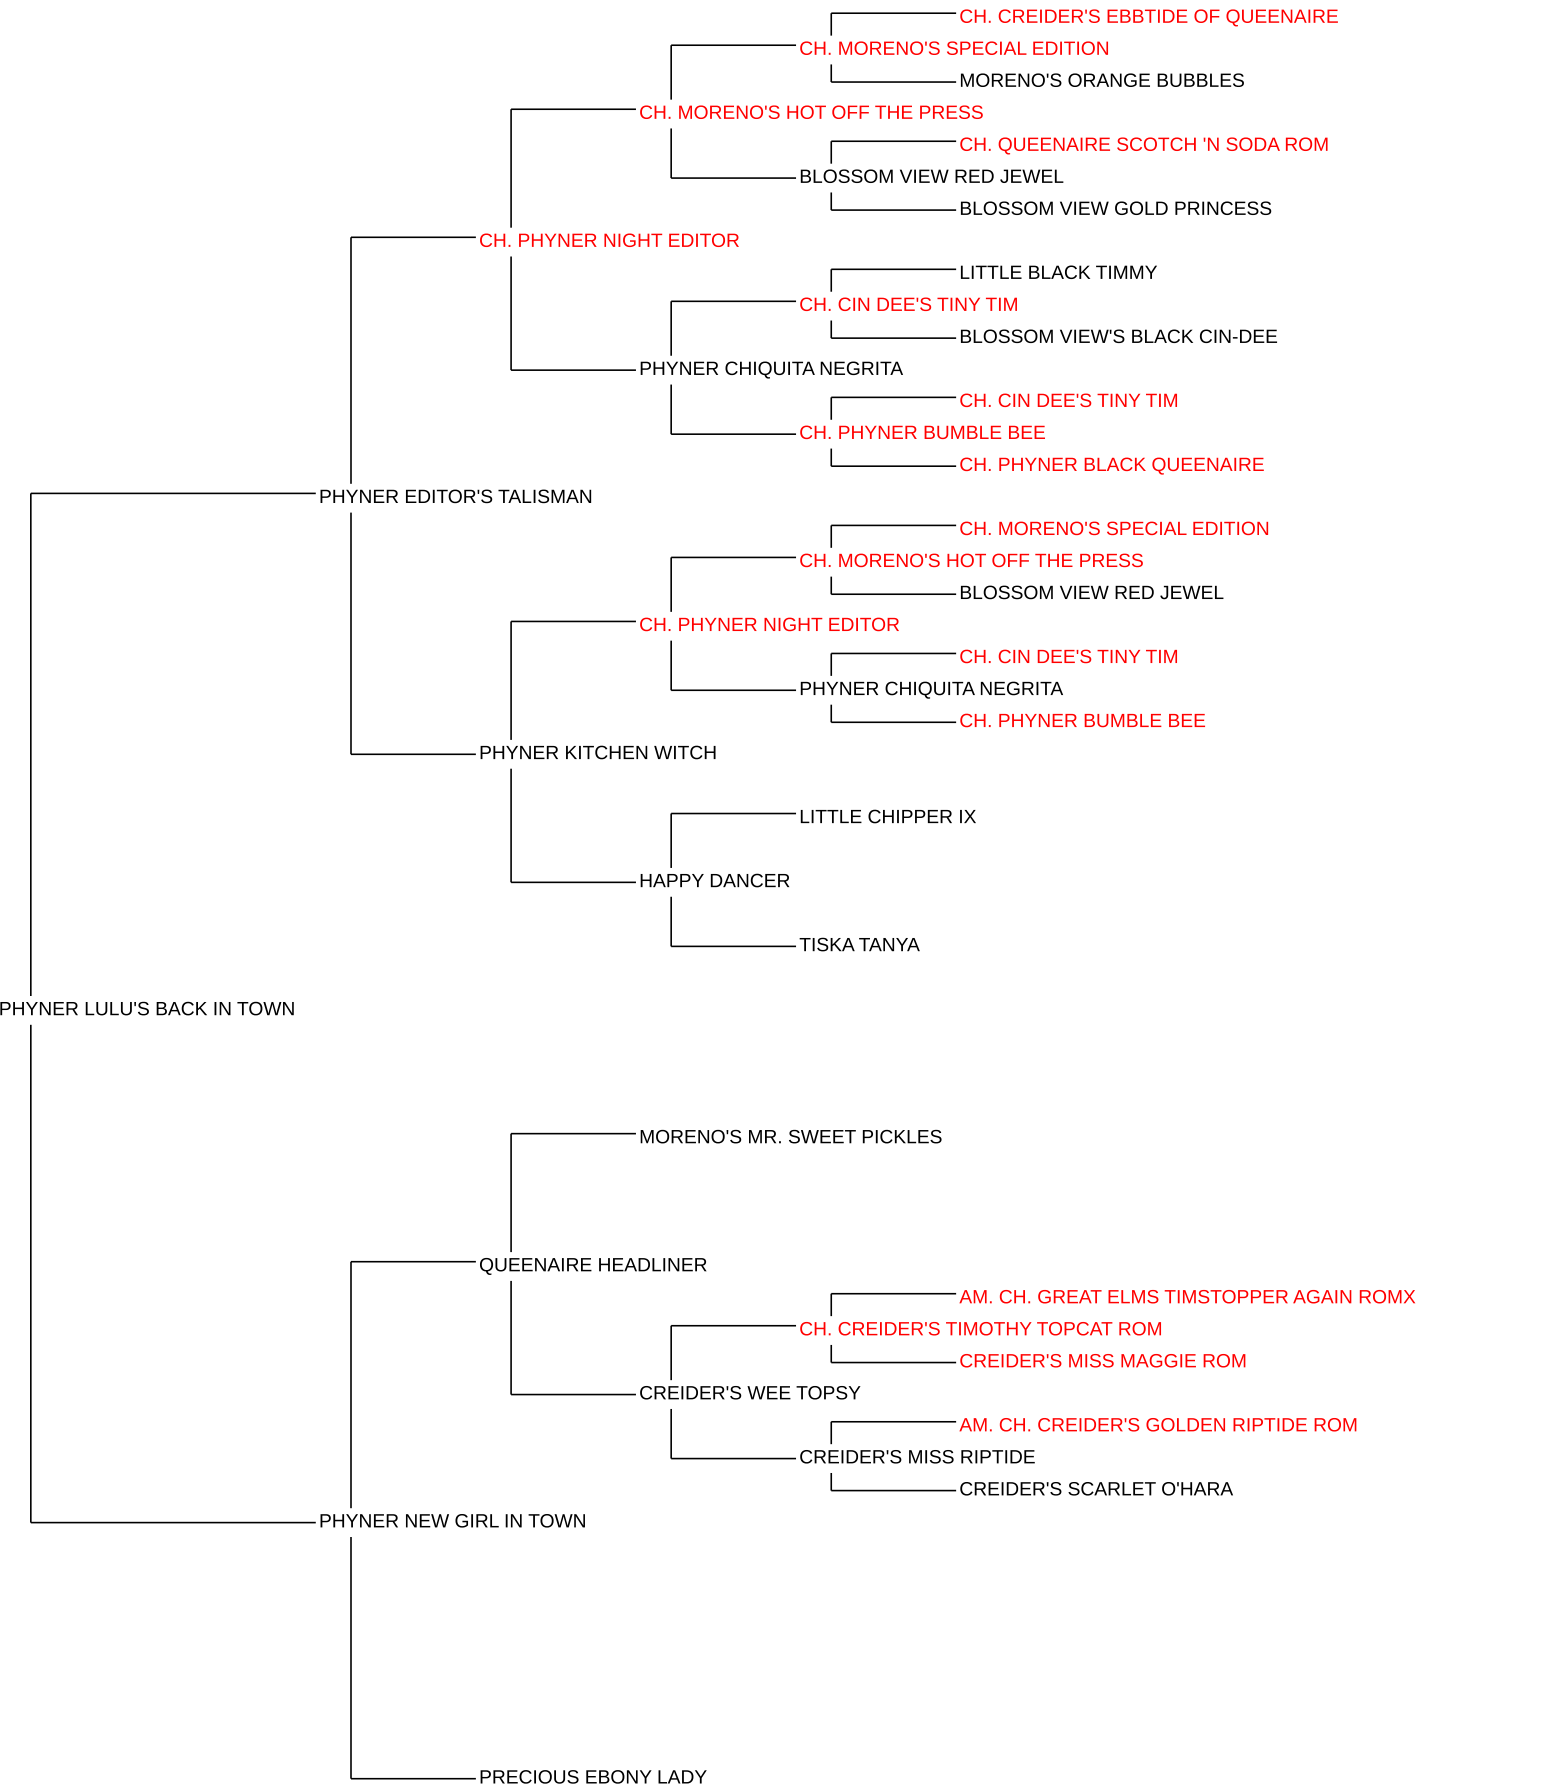 CH. CREIDER'S EBBTIDE OF QUEENAIRE
CH. MORENO'S SPECIAL EDITION
MORENO'S ORANGE BUBBLES
CH. MORENO'S HOT OFF THE PRESS
CH. QUEENAIRE SCOTCH 'N SODA ROM
BLOSSOM VIEW RED JEWEL
BLOSSOM VIEW GOLD PRINCESS
CH. PHYNER NIGHT EDITOR
LITTLE BLACK TIMMY
CH. CIN DEE'S TINY TIM
BLOSSOM VIEW'S BLACK CIN-DEE
PHYNER CHIQUITA NEGRITA
CH. CIN DEE'S TINY TIM
CH. PHYNER BUMBLE BEE
CH. PHYNER BLACK QUEENAIRE
PHYNER EDITOR'S TALISMAN
CH. MORENO'S SPECIAL EDITION
CH. MORENO'S HOT OFF THE PRESS
BLOSSOM VIEW RED JEWEL
CH. PHYNER NIGHT EDITOR
CH. CIN DEE'S TINY TIM
PHYNER CHIQUITA NEGRITA
CH. PHYNER BUMBLE BEE
PHYNER KITCHEN WITCH
LITTLE CHIPPER IX
HAPPY DANCER
TISKA TANYA
PHYNER LULU'S BACK IN TOWN
MORENO'S MR. SWEET PICKLES
QUEENAIRE HEADLINER
AM. CH. GREAT ELMS TIMSTOPPER AGAIN ROMX
CH. CREIDER'S TIMOTHY TOPCAT ROM
CREIDER'S MISS MAGGIE ROM
CREIDER'S WEE TOPSY
AM. CH. CREIDER'S GOLDEN RIPTIDE ROM
CREIDER'S MISS RIPTIDE
CREIDER'S SCARLET O'HARA
PHYNER NEW GIRL IN TOWN
PRECIOUS EBONY LADY